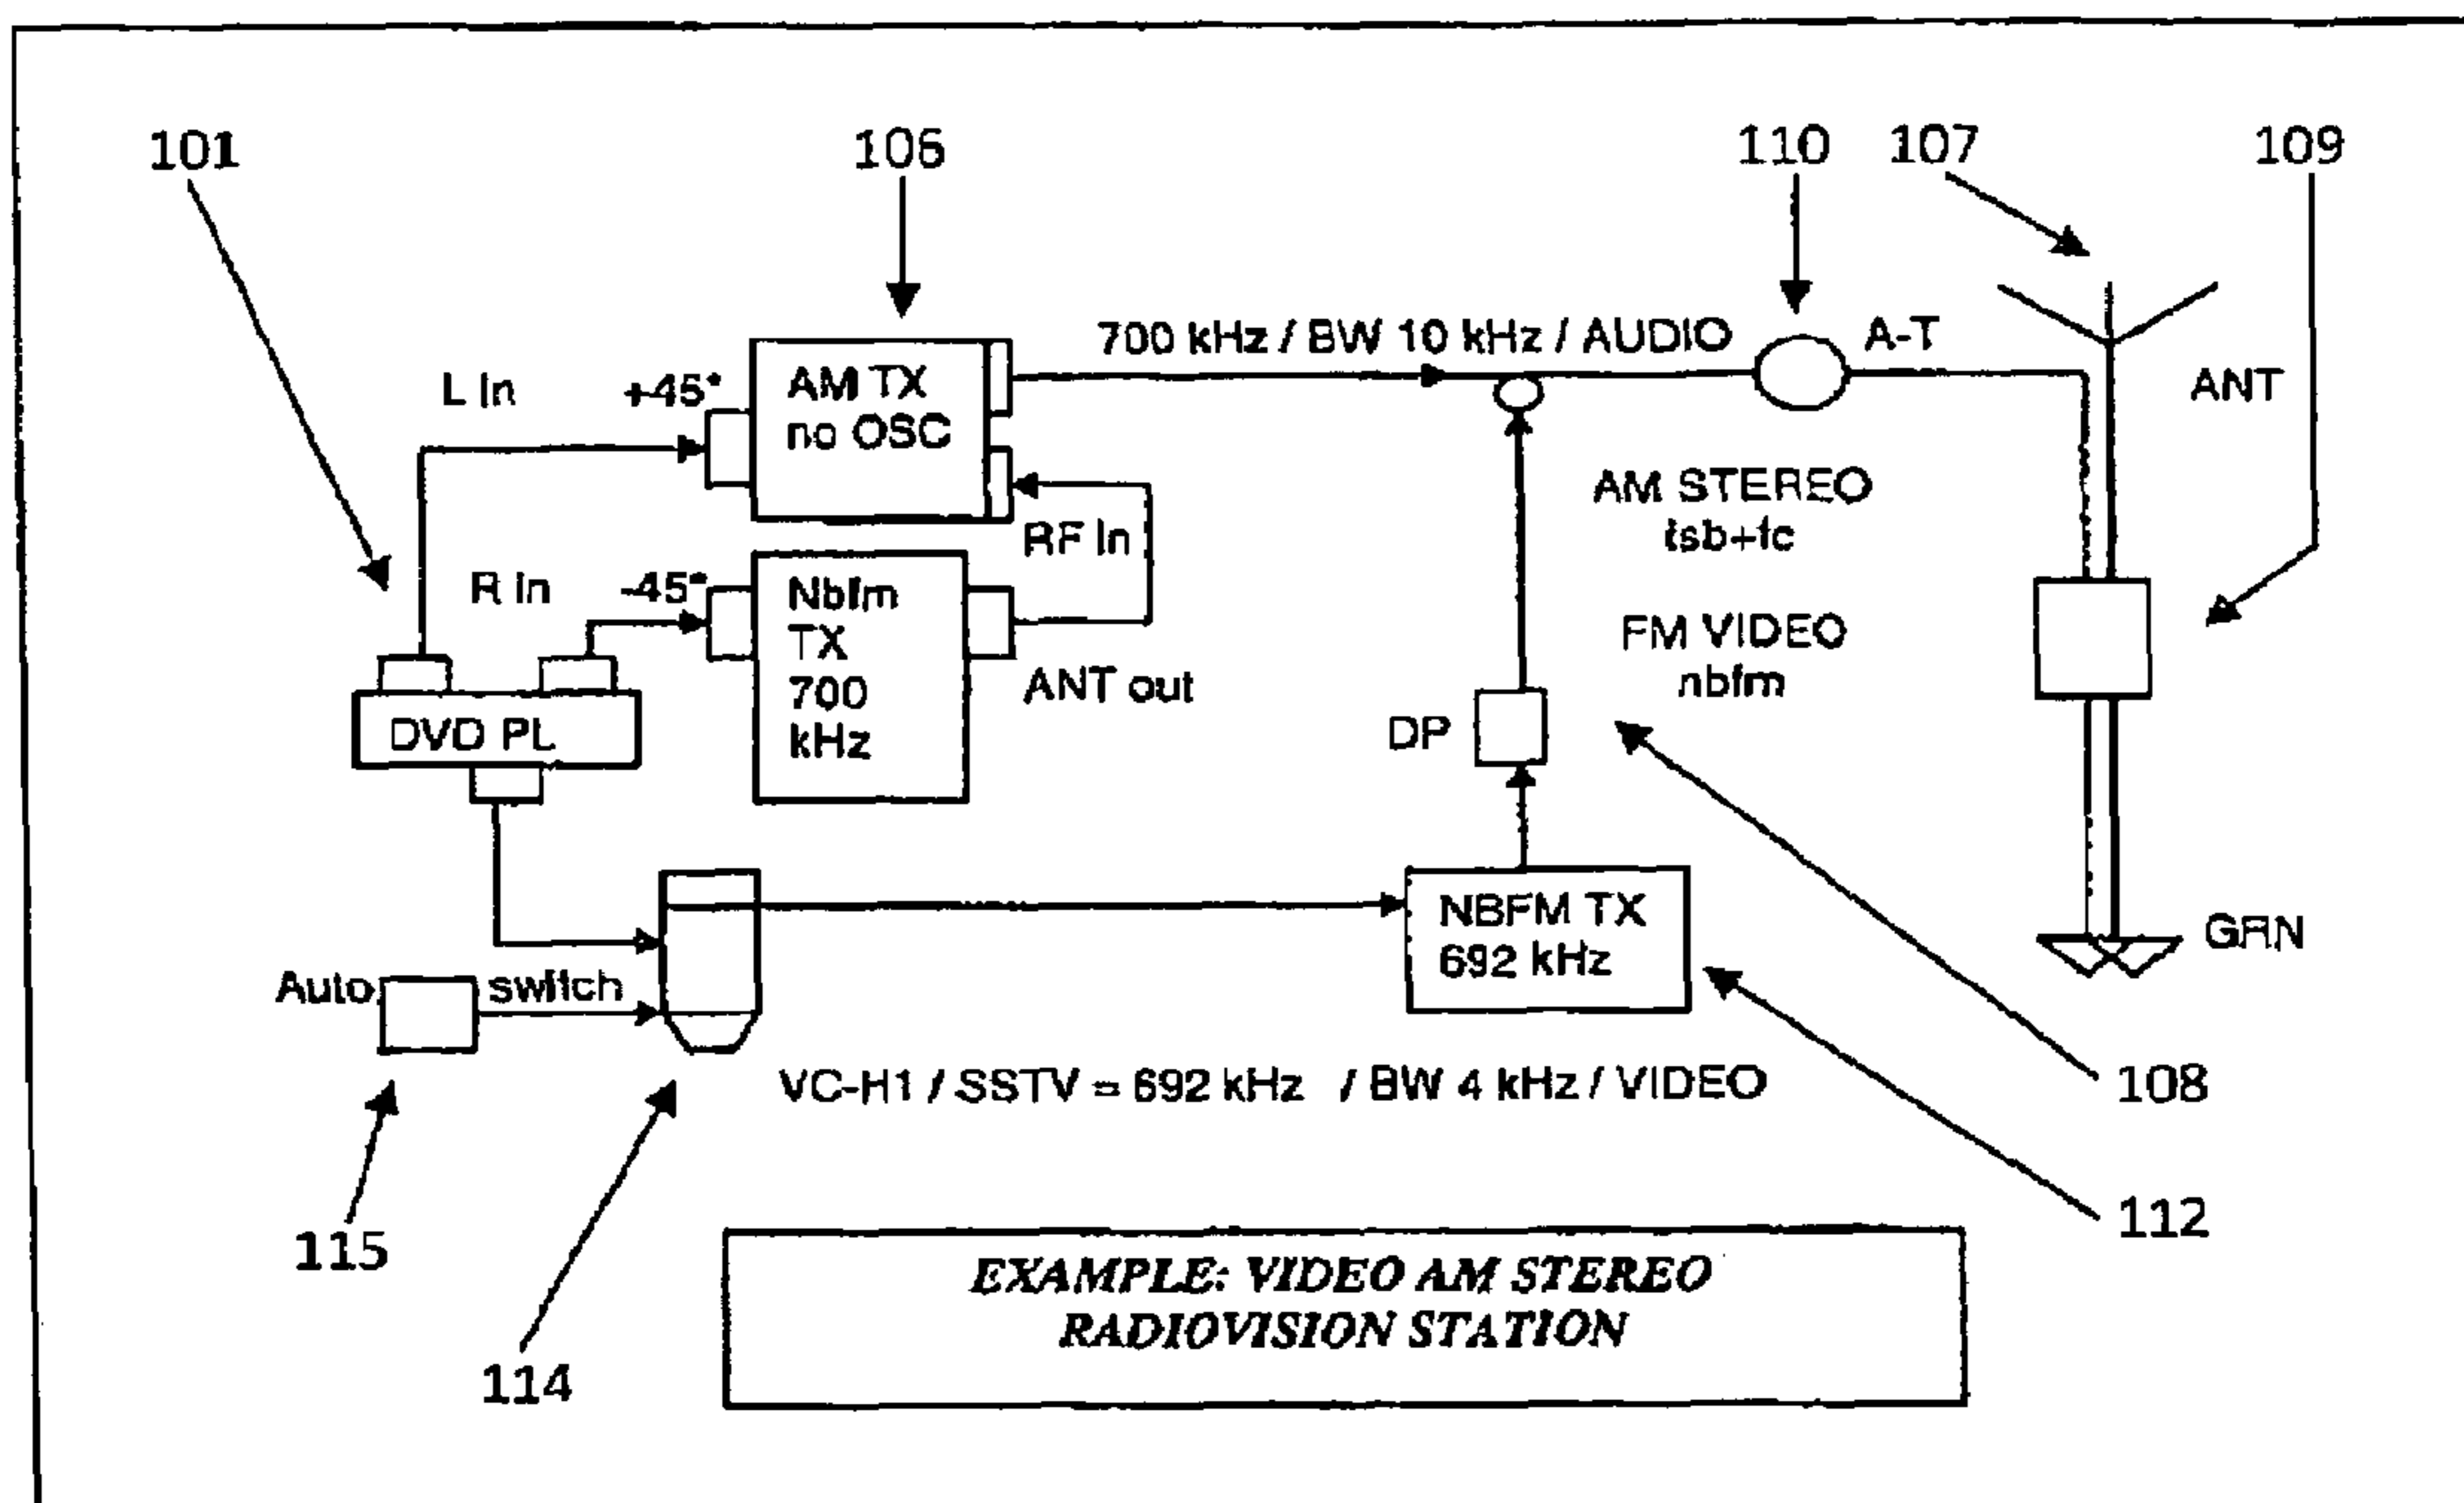 101
106
110
107
109
700 kHz / BW 10 kHz / AUDIO
A-T
L in
+45°
AM TX
no OSC
ANT
AM STEREO
tsb+fc
RF in
R in
-45°
Nbfm
TX
700
kHz
FM VIDEO
nbfm
ANT out
DVD PL
DP
NBFM TX
692 kHz
GRN
Auto
switch
VC-H1 / SSTV = 692 kHz / BW 4 kHz / VIDEO
108
112
115
114
EXAMPLE: VIDEO AM STEREO
RADIOVISION STATION